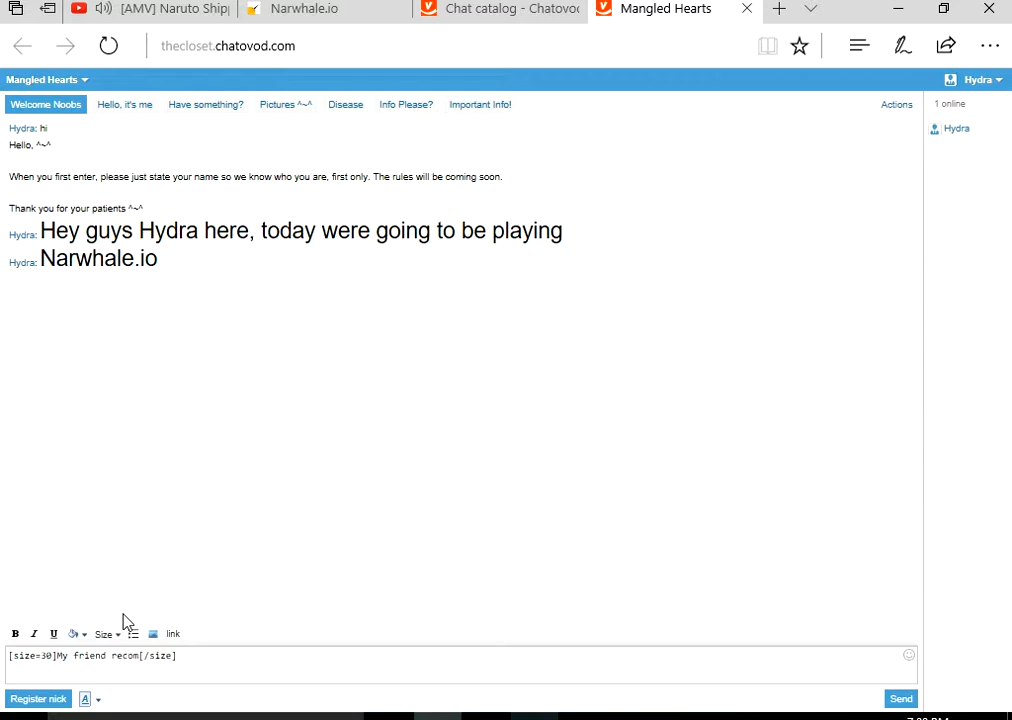 [AMV] Naruto Shipp
Narwhale.io
Chat catalog - Chatovod
Mangled Hearts
thecloset.chatovod.com
Mangled Hearts
Hydra
Welcome Noobs
Hello, it's me
Have something?
Pictures ^~^
Disease
Info Please?
Important Info!
Actions
1 online
Hydra: hi
Hydra
Hello, ^~^
When you first enter, please just state your name so we know who you are, first only. The rules will be coming soon.
Thank you for your patients ^~^
Hydra: Hey guys Hydra here, today were going to be playing
Hydra: Narwhale.io
B I U Size link
[size=30]My friend recom[/size]
Register nick
A
Send